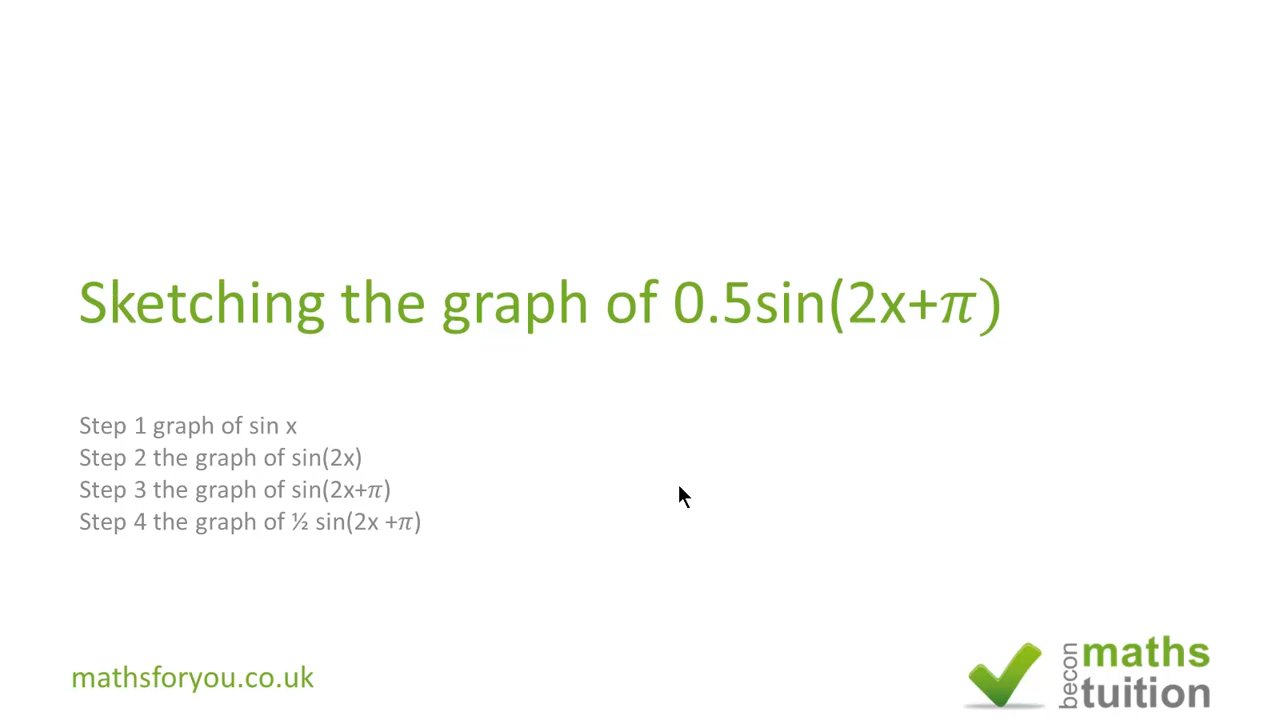 Sketching the graph of 0.5sin(2x+𝜋)
Step 1 graph of sin x
Step 2 the graph of sin(2x)
Step 3 the graph of sin(2x+𝜋)
Step 4 the graph of ½ sin(2x +𝜋)
mathsforyou.co.uk
becon
maths
tuition